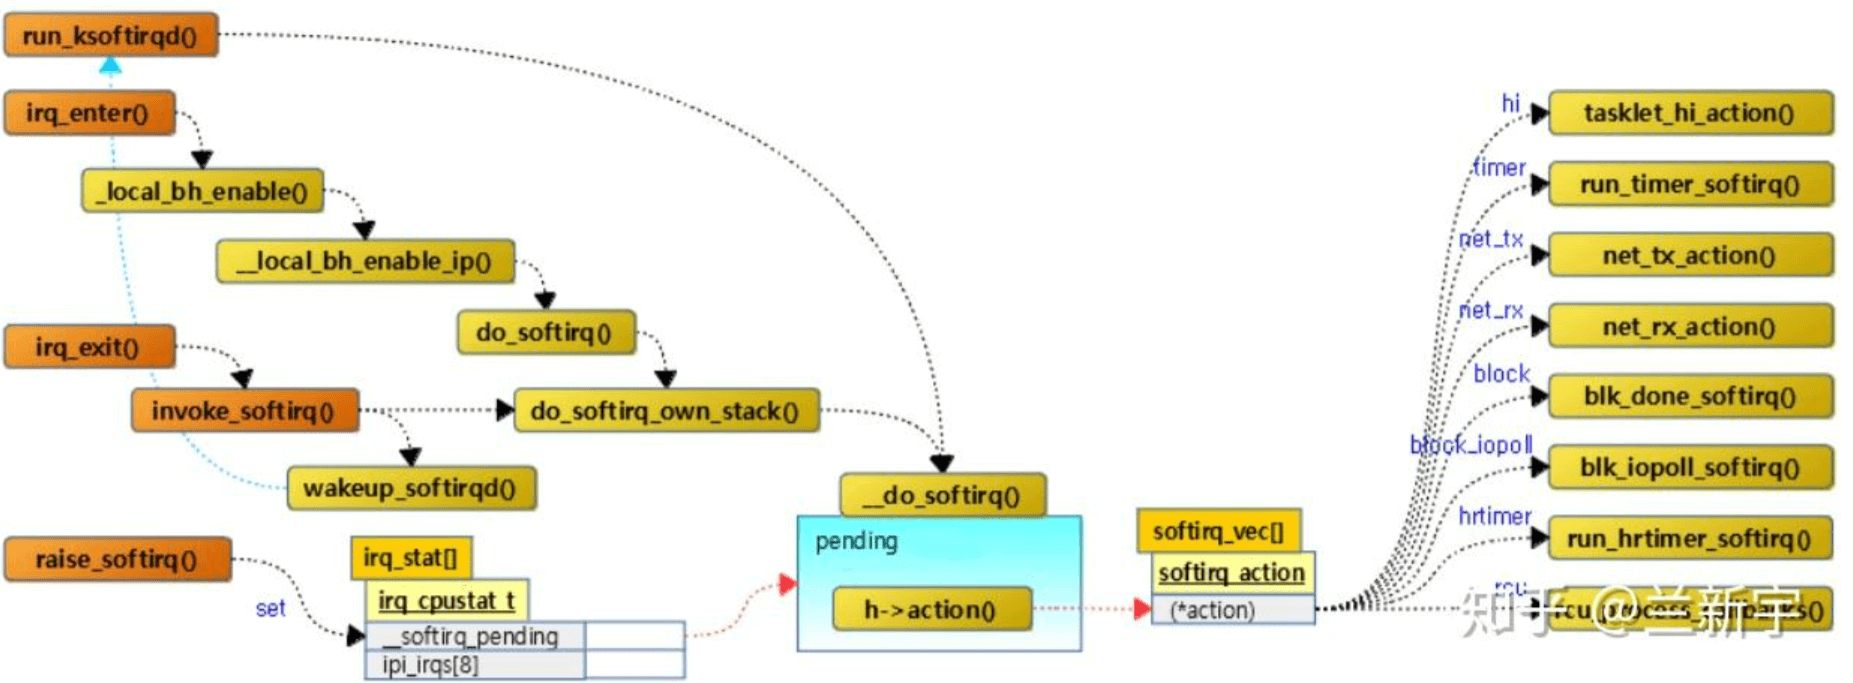 run_ksoftirqd()
irq_enter()
_local_bh_enable()
__local_bh_enable_ip()
do_softirq()
irq_exit()
invoke_softirq()
do_softirq_own_stack()
wakeup_softirqd()
__do_softirq()
pending
h->action()
raise_softirq()
set
irq_stat[]
irq_cpustat_t
__softirq_pending
ipi_irqs[8]
softirq_vec[]
softirq_action
(*action)
hi
tasklet_hi_action()
timer
run_timer_softirq()
net_tx
net_tx_action()
net_rx
net_rx_action()
block
blk_done_softirq()
block_iopoll
blk_iopoll_softirq()
hrtimer
run_hrtimer_softirq()
rcu
知乎 @兰新宇